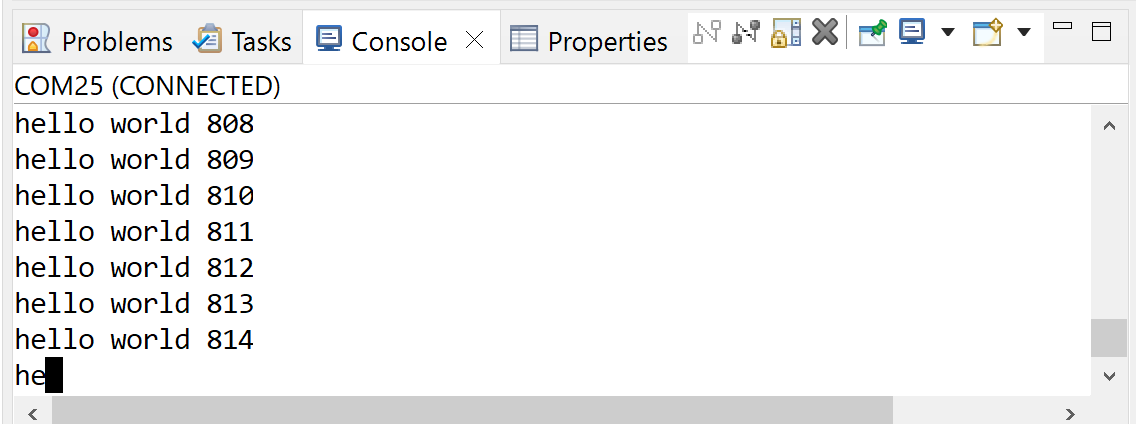 Problems Tasks Console Properties
COM25 (CONNECTED)
hello world 808
hello world 809
hello world 810
hello world 811
hello world 812
hello world 813
hello world 814
he